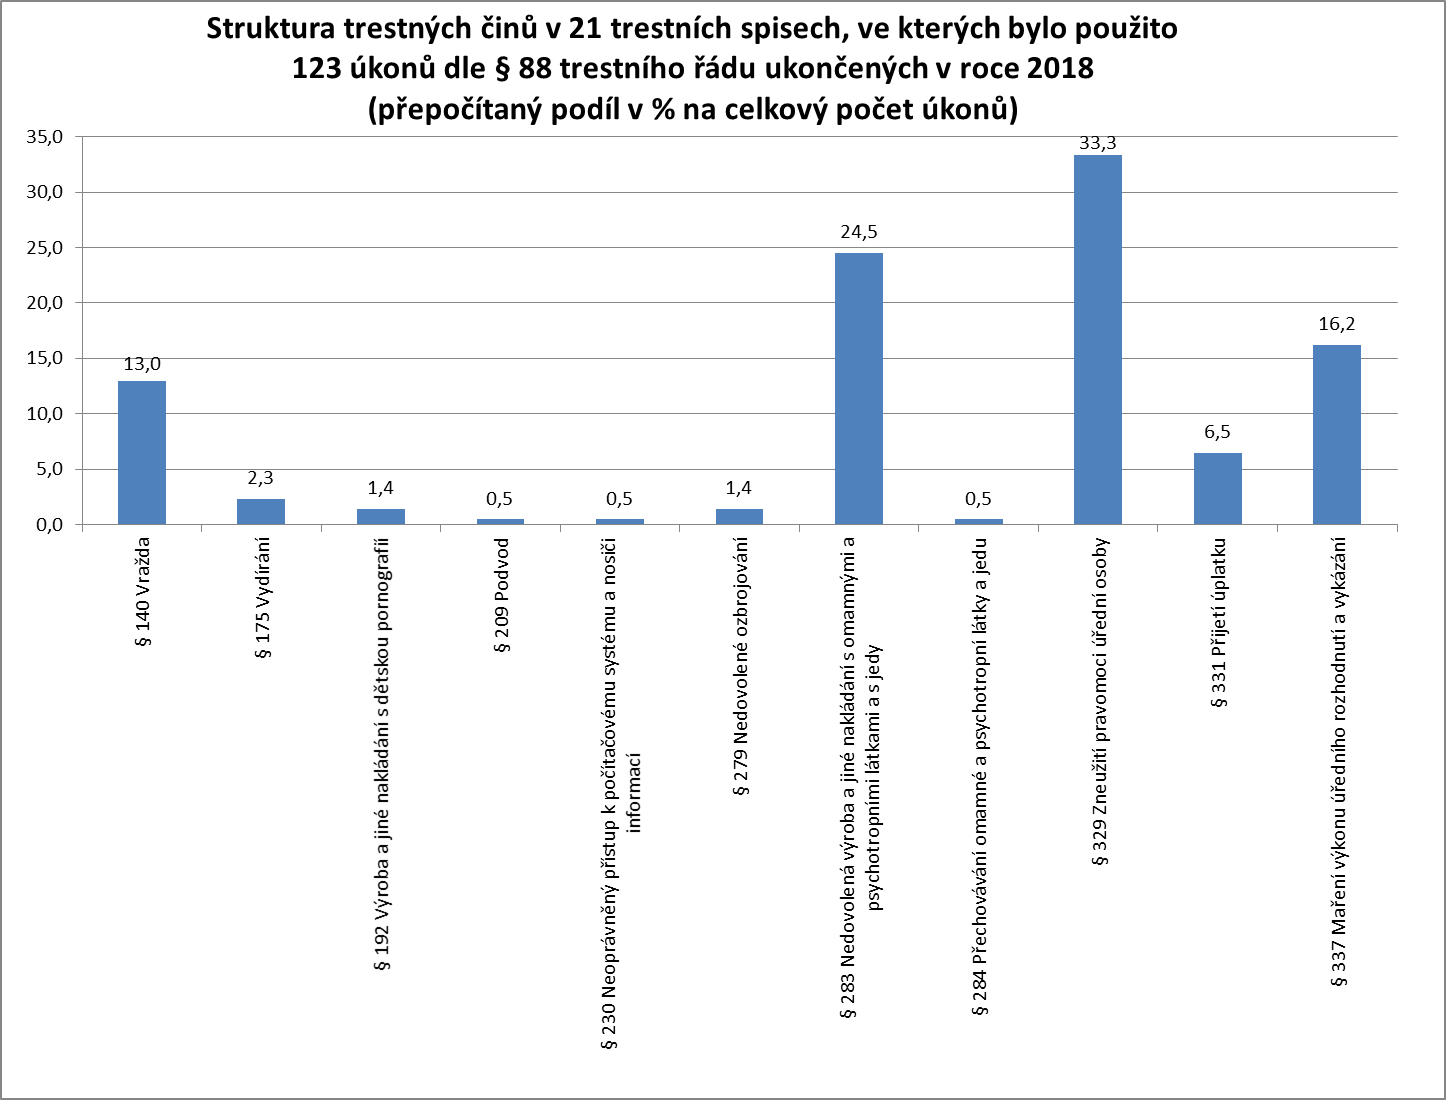 Struktura trestných činů v 21 trestních spisech, ve kterých bylo použito
123 úkonů dle § 88 trestního řádu ukončených v roce 2018
(přepočítaný podíl v % na celkový počet úkonů)
35,0
30,0
25,0
20,0
15,0
10,0
5,0
0,0
13,0
2,3
1,4
0,5
0,5
1,4
24,5
0,5
33,3
6,5
16,2
§ 140 Vražda
§ 175 Vydírání
§ 192 Výroba a jiné nakládání s dětskou pornografií
§ 209 Podvod
§ 230 Neoprávněný přístup k počítačovému systému a nosiči
informací
§ 279 Nedovolené ozbrojování
§ 283 Nedovolená výroba a jiné nakládání s omamnými a
psychotropními látkami a s jedy
§ 284 Přechovávání omamné a psychotropní látky a jedu
§ 329 Zneužití pravomoci úřední osoby
§ 331 Přijetí úplatku
§ 337 Maření výkonu úředního rozhodnutí a vykázání